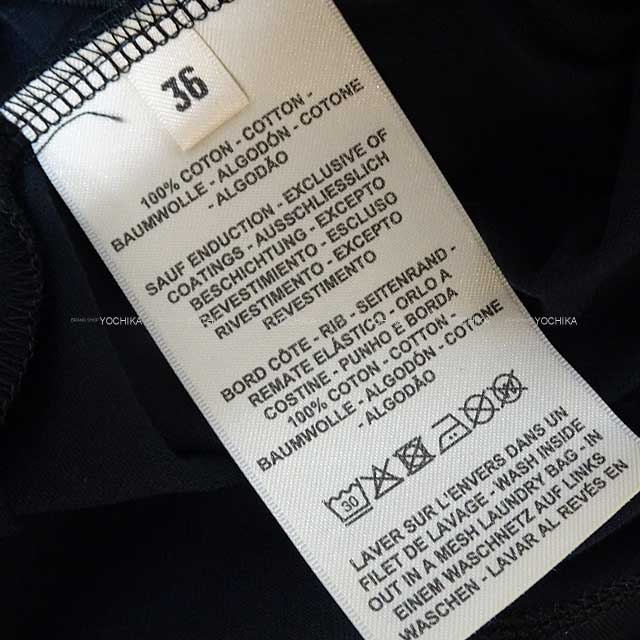 36
100% COTON - COTTON -
BAUMWOLLE - ALGODÓN - COTONE
- ALGODÃO
SAUF ENDUCTION - EXCLUSIVE OF
COATINGS - AUSSCHLIESSLICH
BESCHICHTUNG - EXCEPTO
REVESTIMIENTO - ESCLUSO
RIVESTIMENTO - EXCEPTO
REVESTIMENTO
BORD CÔTE - RIB - SEITENRAND -
REMATE ELÁSTICO - ORLO A
COSTINE - PUNHO E BORDA
100% COTON - COTTON -
BAUMWOLLE - ALGODÓN - COTONE
- ALGODÃO
30
LAVER SUR L'ENVERS DANS UN
FILET DE LAVAGE - WASH INSIDE
OUT IN A MESH LAUNDRY BAG - IN
EINEM WASCHNETZ AUF LINKS
WASCHEN - LAVAR AL REVÉS EN
BRAND SHOP YOCHIKA
YOCHIKA